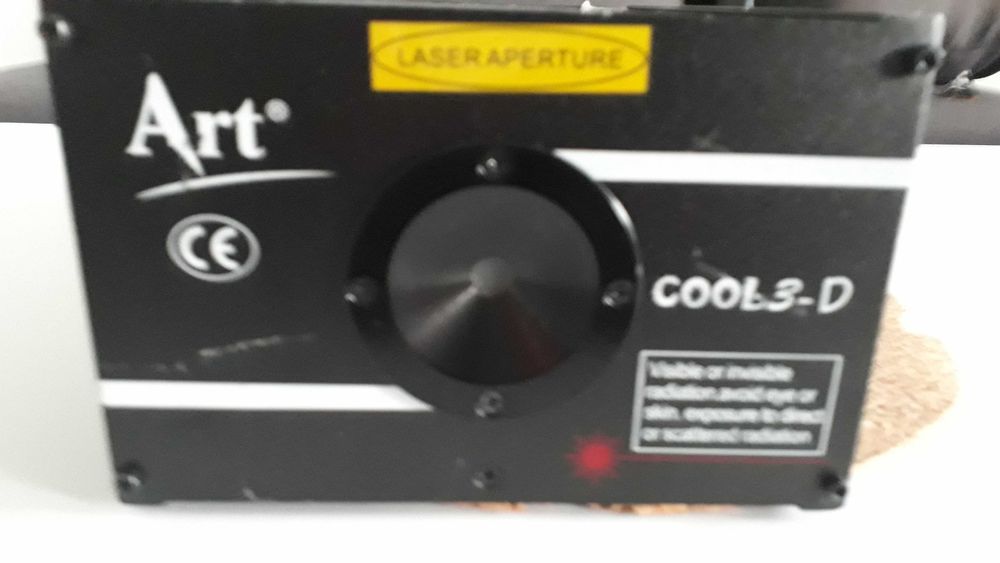 LASER APERTURE
Art®
CE
COOL3-D
Visible or invisible
radiation,avoid eye or
skin, exposure to direct
or scattered radiation